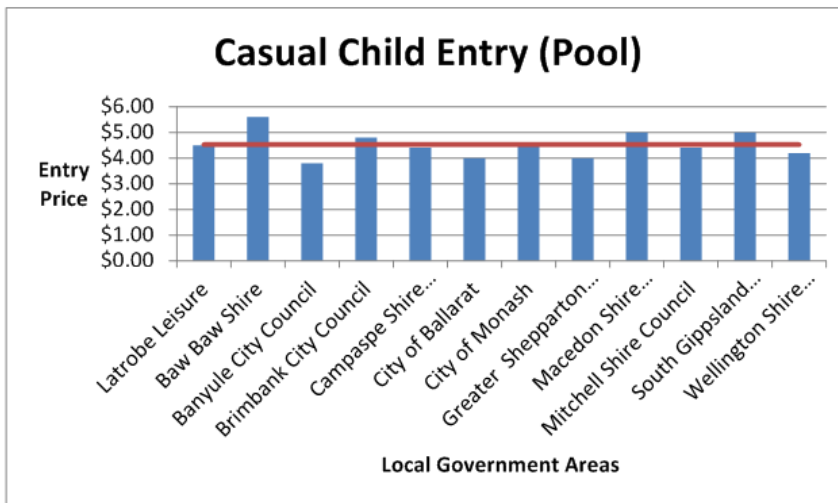 Casual Child Entry (Pool)
$6.00
$5.00
$4.00
$3.00
$2.00
$1.00
$0.00
Entry
Price
Latrobe Leisure
Baw Baw Shire
Banyule City Council
Brimbank City Council
Campaspe Shire...
City of Ballarat
City of Monash
Greater  Shepparton...
Macedon Shire...
Mitchell Shire Council
South Gippsland...
Wellington Shire...
Local Government Areas